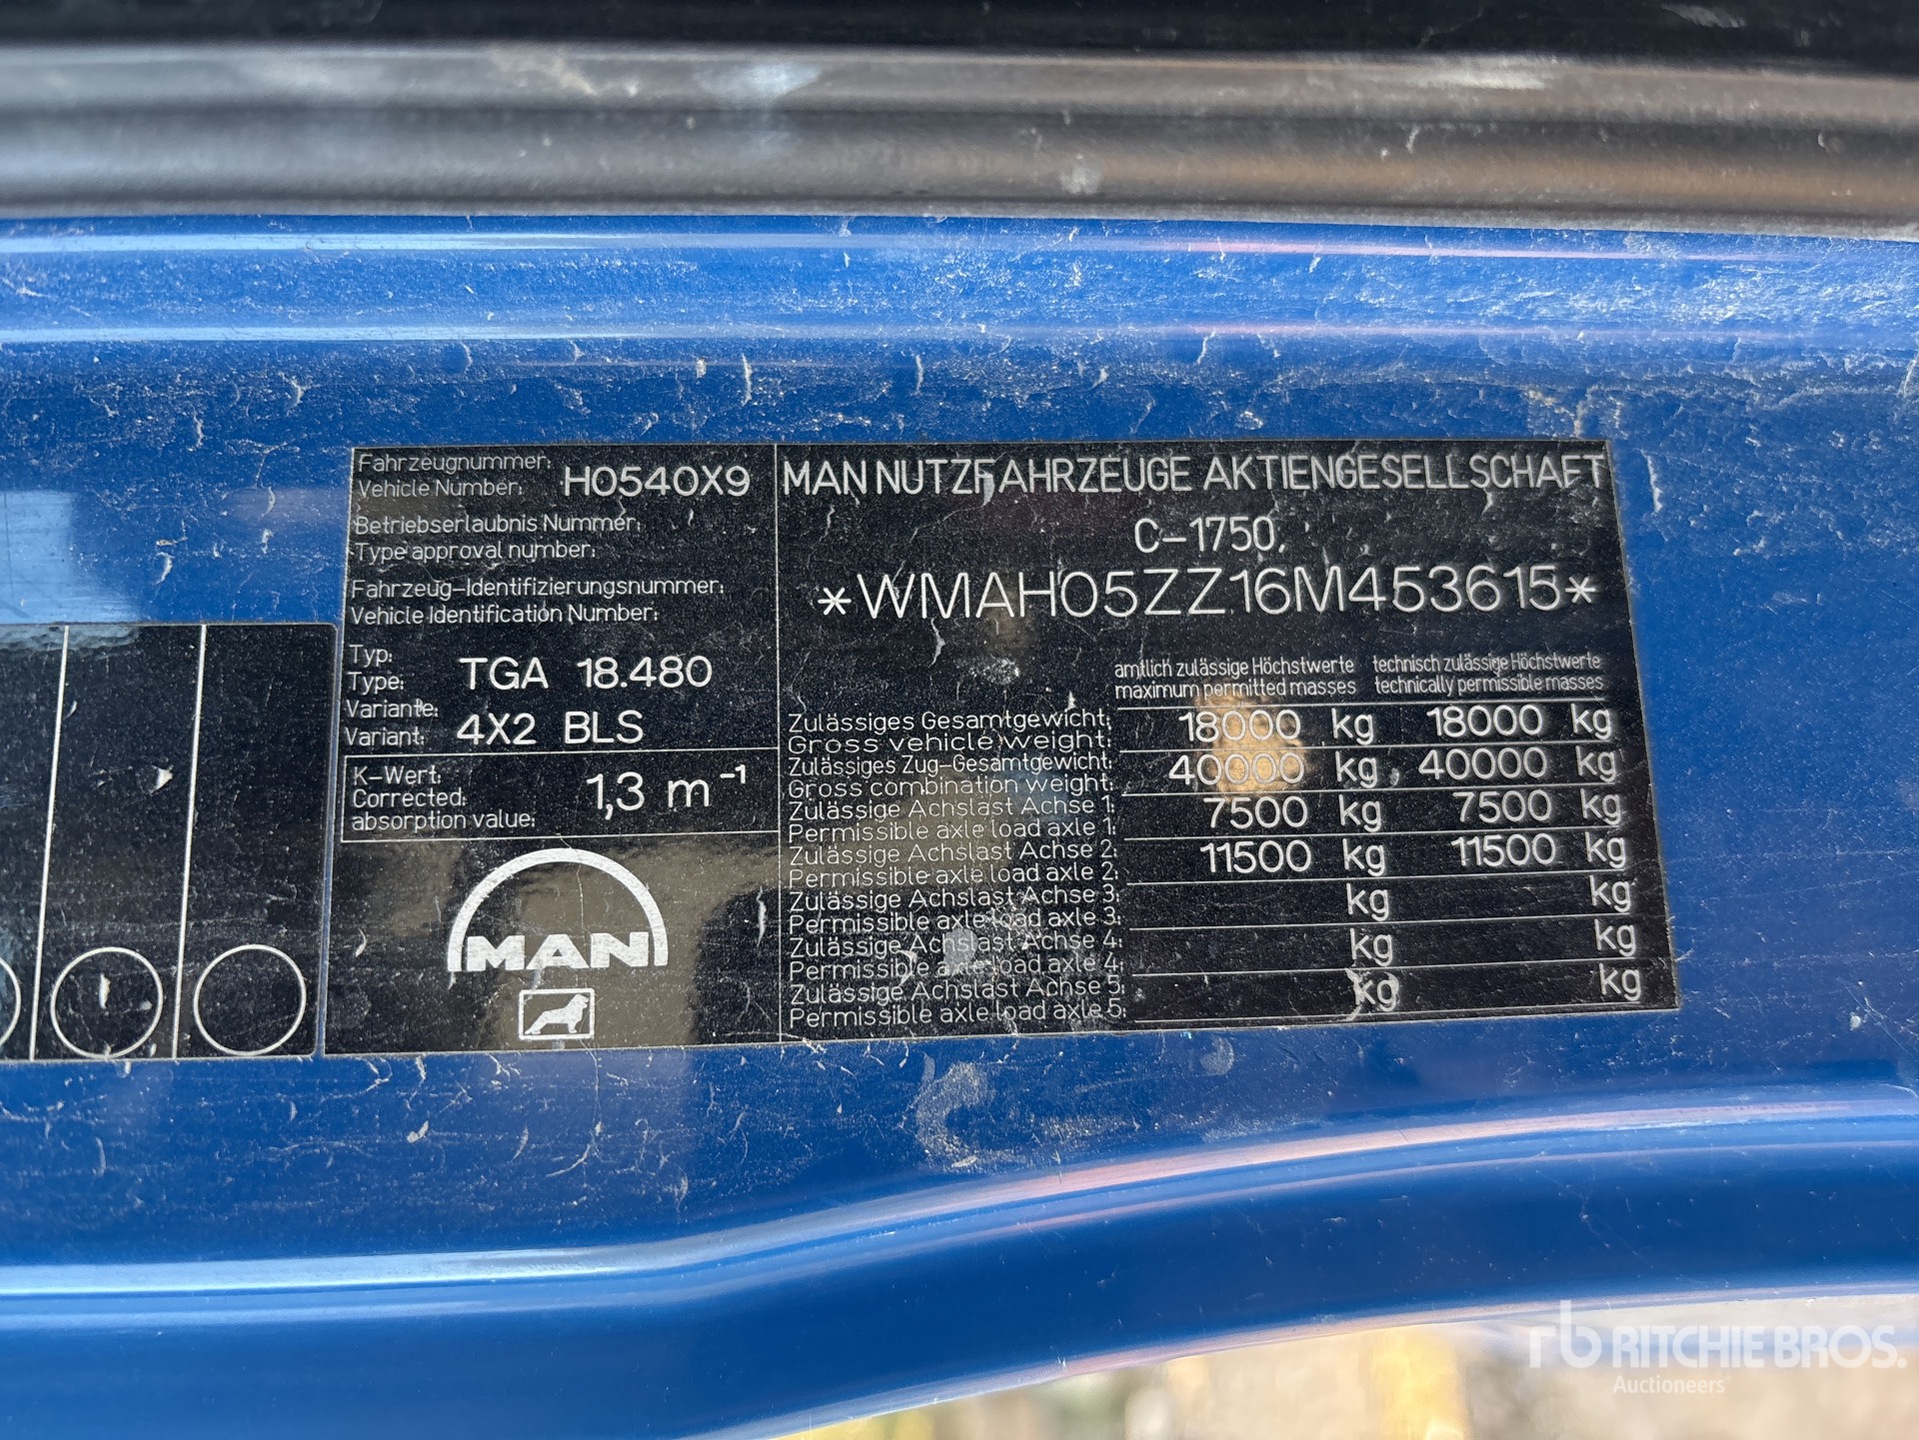 Fahrzeugnummer:
Vehicle Number: H0540X9
Betriebserlaubnis Nummer:
Type approval number:
Fahrzeug-Identifizierungsnummer:
Vehicle Identification Number:
Typ:
Type: TGA 18.480
Variante:
Variant: 4X2 BLS
K-Wert:
Corrected:
absorption value: 1,3 m⁻¹
MAN
MAN NUTZFAHRZEUGE AKTIENGESELLSCHAFT
C-1750,
*WMAH05ZZ16M453615*
amtlich zulässige Höchstwerte technisch zulässige Höchstwerte
maximum permitted masses technically permissible masses
Zulässiges Gesamtgewicht: 18000 kg 18000 kg
Gross vehicle weight:
Zulässiges Zug-Gesamtgewicht: 40000 kg 40000 kg
Gross combination weight:
Zulässige Achslast Achse 1: 7500 kg 7500 kg
Permissible axle load axle 1:
Zulässige Achslast Achse 2: 11500 kg 11500 kg
Permissible axle load axle 2:
Zulässige Achslast Achse 3: kg kg
Permissible axle load axle 3:
Zulässige Achslast Achse 4: kg kg
Permissible axle load axle 4:
Zulässige Achslast Achse 5: kg kg
Permissible axle load axle 5:
rb RITCHIE BROS.
Auctioneers